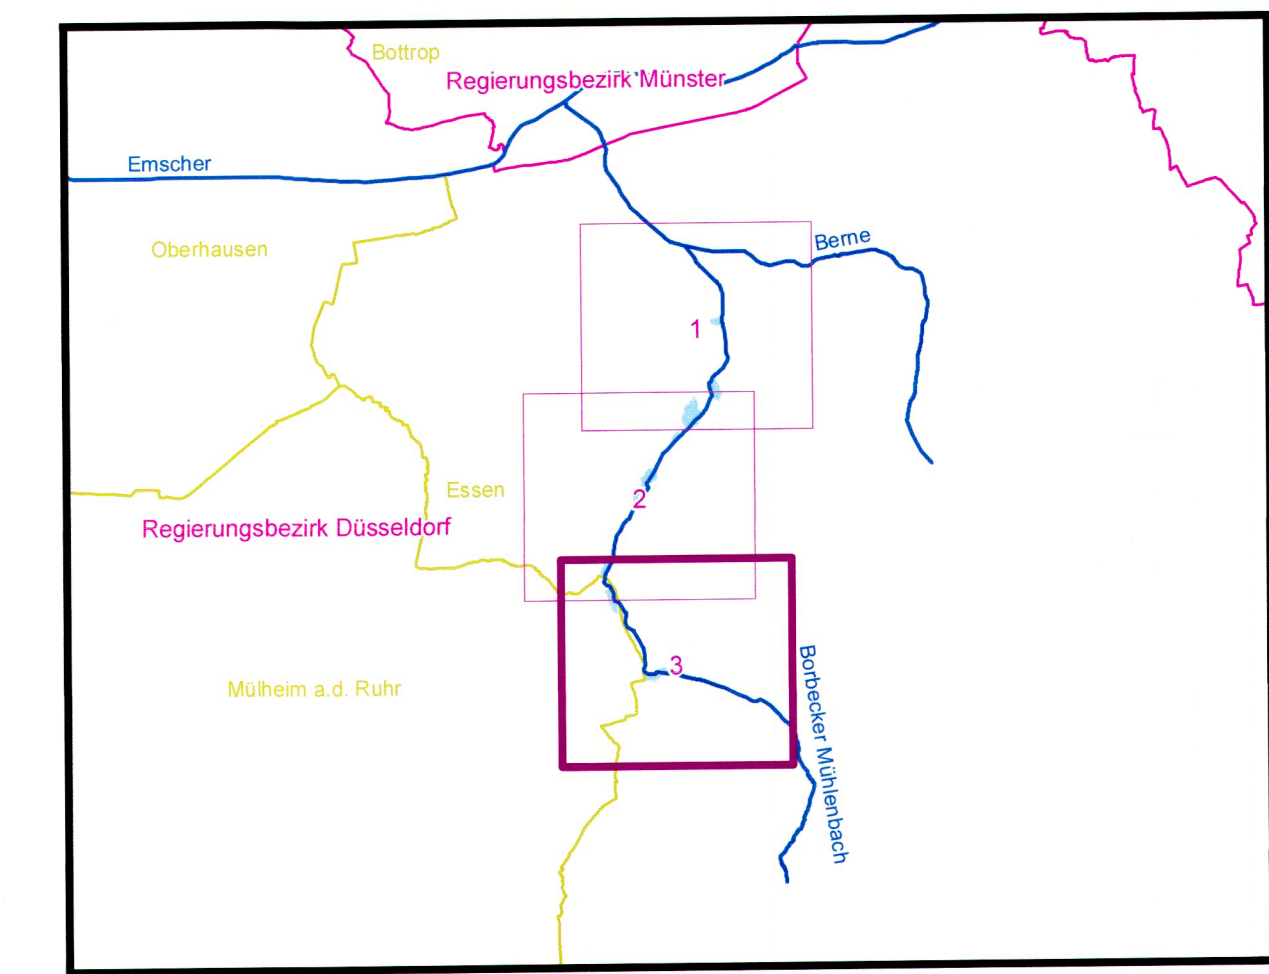 Bottrop
Regierungsbezirk Münster
Emscher
Berne
Oberhausen
1
Essen
2
Regierungsbezirk Düsseldorf
3
Mülheim a.d. Ruhr
Borbecker Mühlenbach